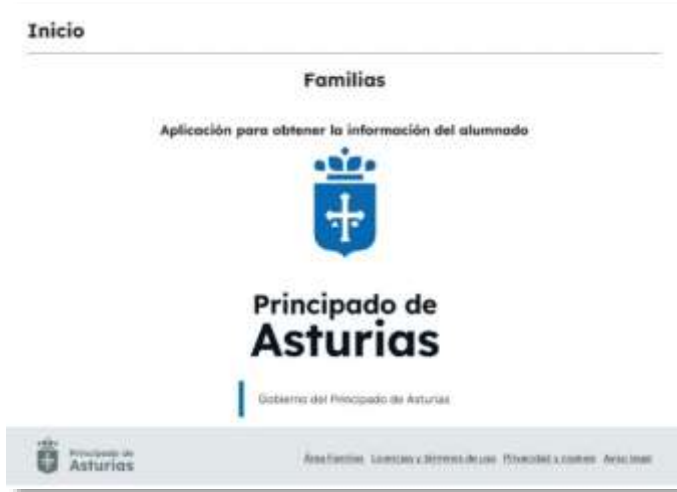 Inicio
Familias
Aplicación para obtener la información del alumnado
Principado de
Asturias
Gobierno del Principado de Asturias
Principado de
Asturias
Área Familias Licencias y términos de uso Privacidad y cookies Aviso legal